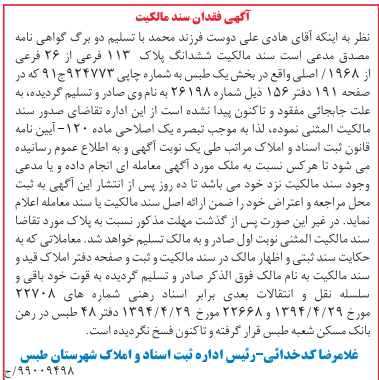 آگهی فقدان سند مالکیت
نظر به اینکه آقای هادی علی دوست فرزند محمد با تسلیم دو برگ گواهی نامه
مصدق مدعی است سند مالکیت ششدانگ پلاک ۱۱۳ فرعی از ۲۶ فرعی
از ۱۹۶۸/ اصلی واقع در بخش یک طبس به شماره چاپی ۹۲۴۷۷۳ج۹۱ که در
صفحه ۱۹۱ دفتر ۱۵۶ ذیل شماره ۲۶۱۹۸ به نام وی صادر و تسلیم گردیده، به
علت جابجائی مفقود و تاکنون پیدا نشده است از این اداره تقاضای صدور سند
مالکیت المثنی نموده، لذا به موجب تبصره یک اصلاحی ماده ۱۲۰- آیین نامه
قانون ثبت اسناد و املاک مراتب طی یک نوبت آگهی و به اطلاع عموم رسانیده
می شود تا هرکس نسبت به ملک مورد آگهی معامله ای انجام داده و یا مدعی
وجود سند مالکیت نزد خود می باشد تا ده روز پس از انتشار این آگهی به ثبت
محل مراجعه و اعتراض خود را ضمن ارائه اصل سند مالکیت یا سند معامله اعلام
نماید. در غیر این صورت پس از گذشت مهلت مذکور نسبت به پلاک مورد تقاضا
سند مالکیت المثنی نوبت اول صادر و به مالک تسلیم خواهد شد. معاملاتی که به
حکایت سند ثبتی و اظهار مالک در سند مالکیت و ثبت و صفحه دفتر املاک قید و
سند مالکیت به نام مالک فوق الذکر صادر و تسلیم گردیده به قوت خود باقی و
سلسله نقل و انتقالات بعدی برابر اسناد رهنی شماره های ۲۲۷۰۸
مورخ ۱۳۹۴/۴/۲۹ و ۲۲۶۶۸ مورخ ۱۳۹۴/۴/۲۹ دفتر ۴۸ طبس در رهن
بانک مسکن شعبه طبس قرار گرفته و تاکنون فسخ نگردیده است.
غلامرضا کدخدائی-رئیس اداره ثبت اسناد و املاک شهرستان طبس
۹۹۰۰۹۴۹۸/ج